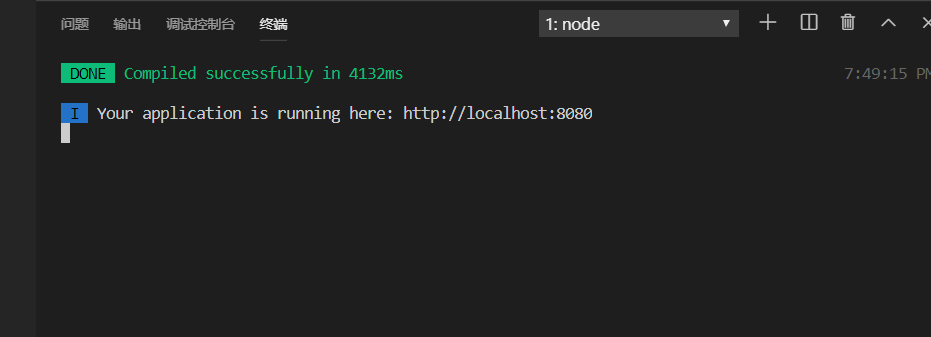 问题 输出 调试控制台 终端 1: node
DONE Compiled successfully in 4132ms 7:49:15 PM
I Your application is running here: http://localhost:8080